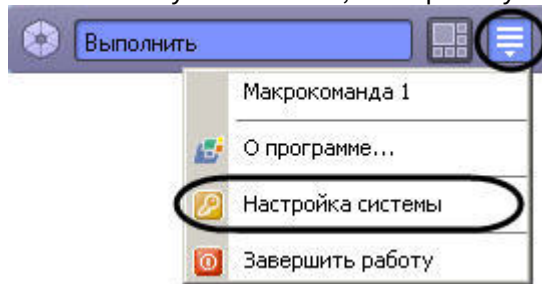 Выполнить
Макрокоманда 1
О программе...
Настройка системы
Завершить работу